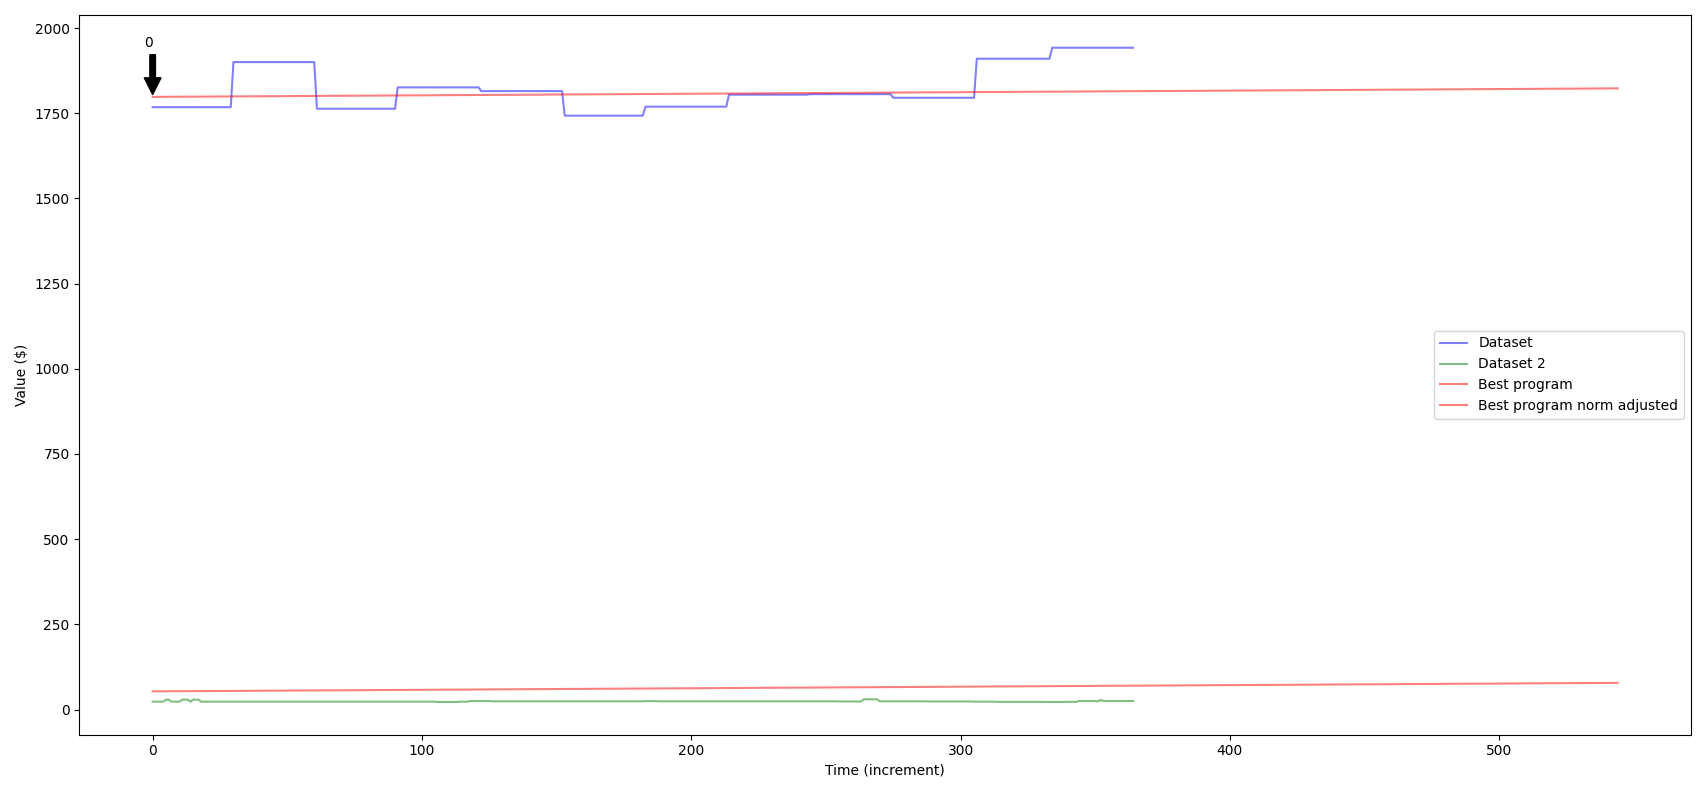 0
2000
1750
1500
1250
1000
750
500
250
0
Value ($)
0
100
200
300
400
500
Time (increment)
Dataset
Dataset 2
Best program
Best program norm adjusted